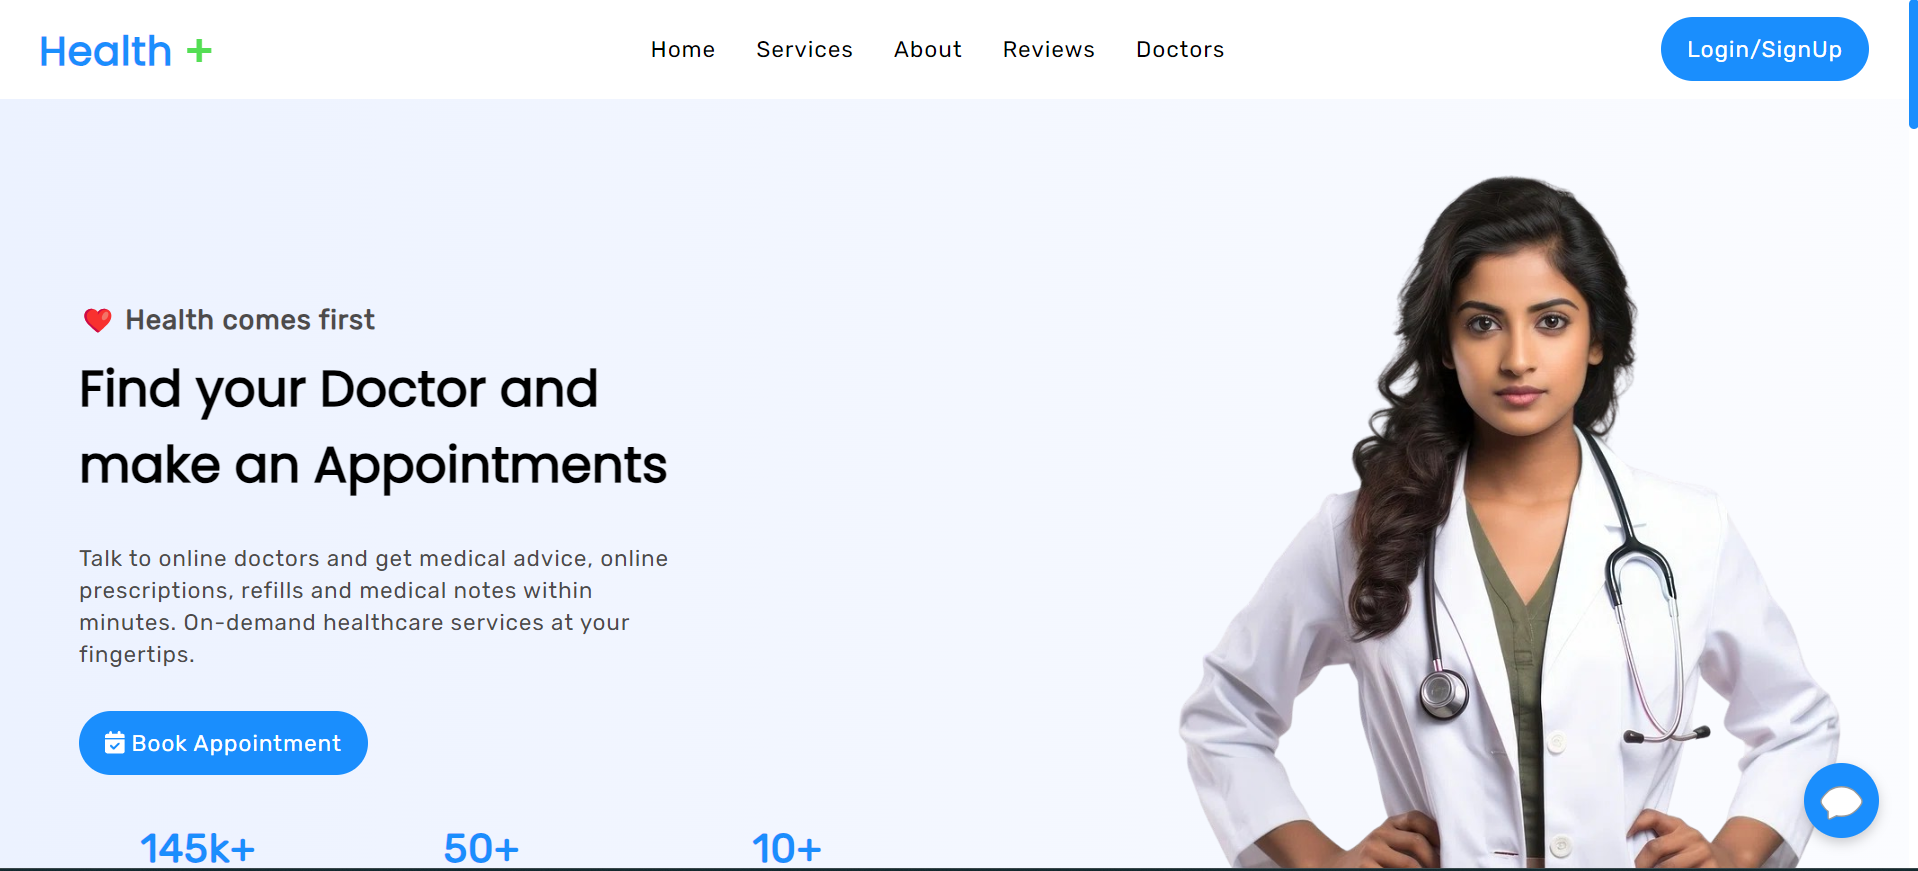 Health +
Home Services About Reviews Doctors
Login/SignUp
Health comes first
Find your Doctor and
make an Appointments
Talk to online doctors and get medical advice, online
prescriptions, refills and medical notes within
minutes. On-demand healthcare services at your
fingertips.
Book Appointment
145k+ 50+ 10+